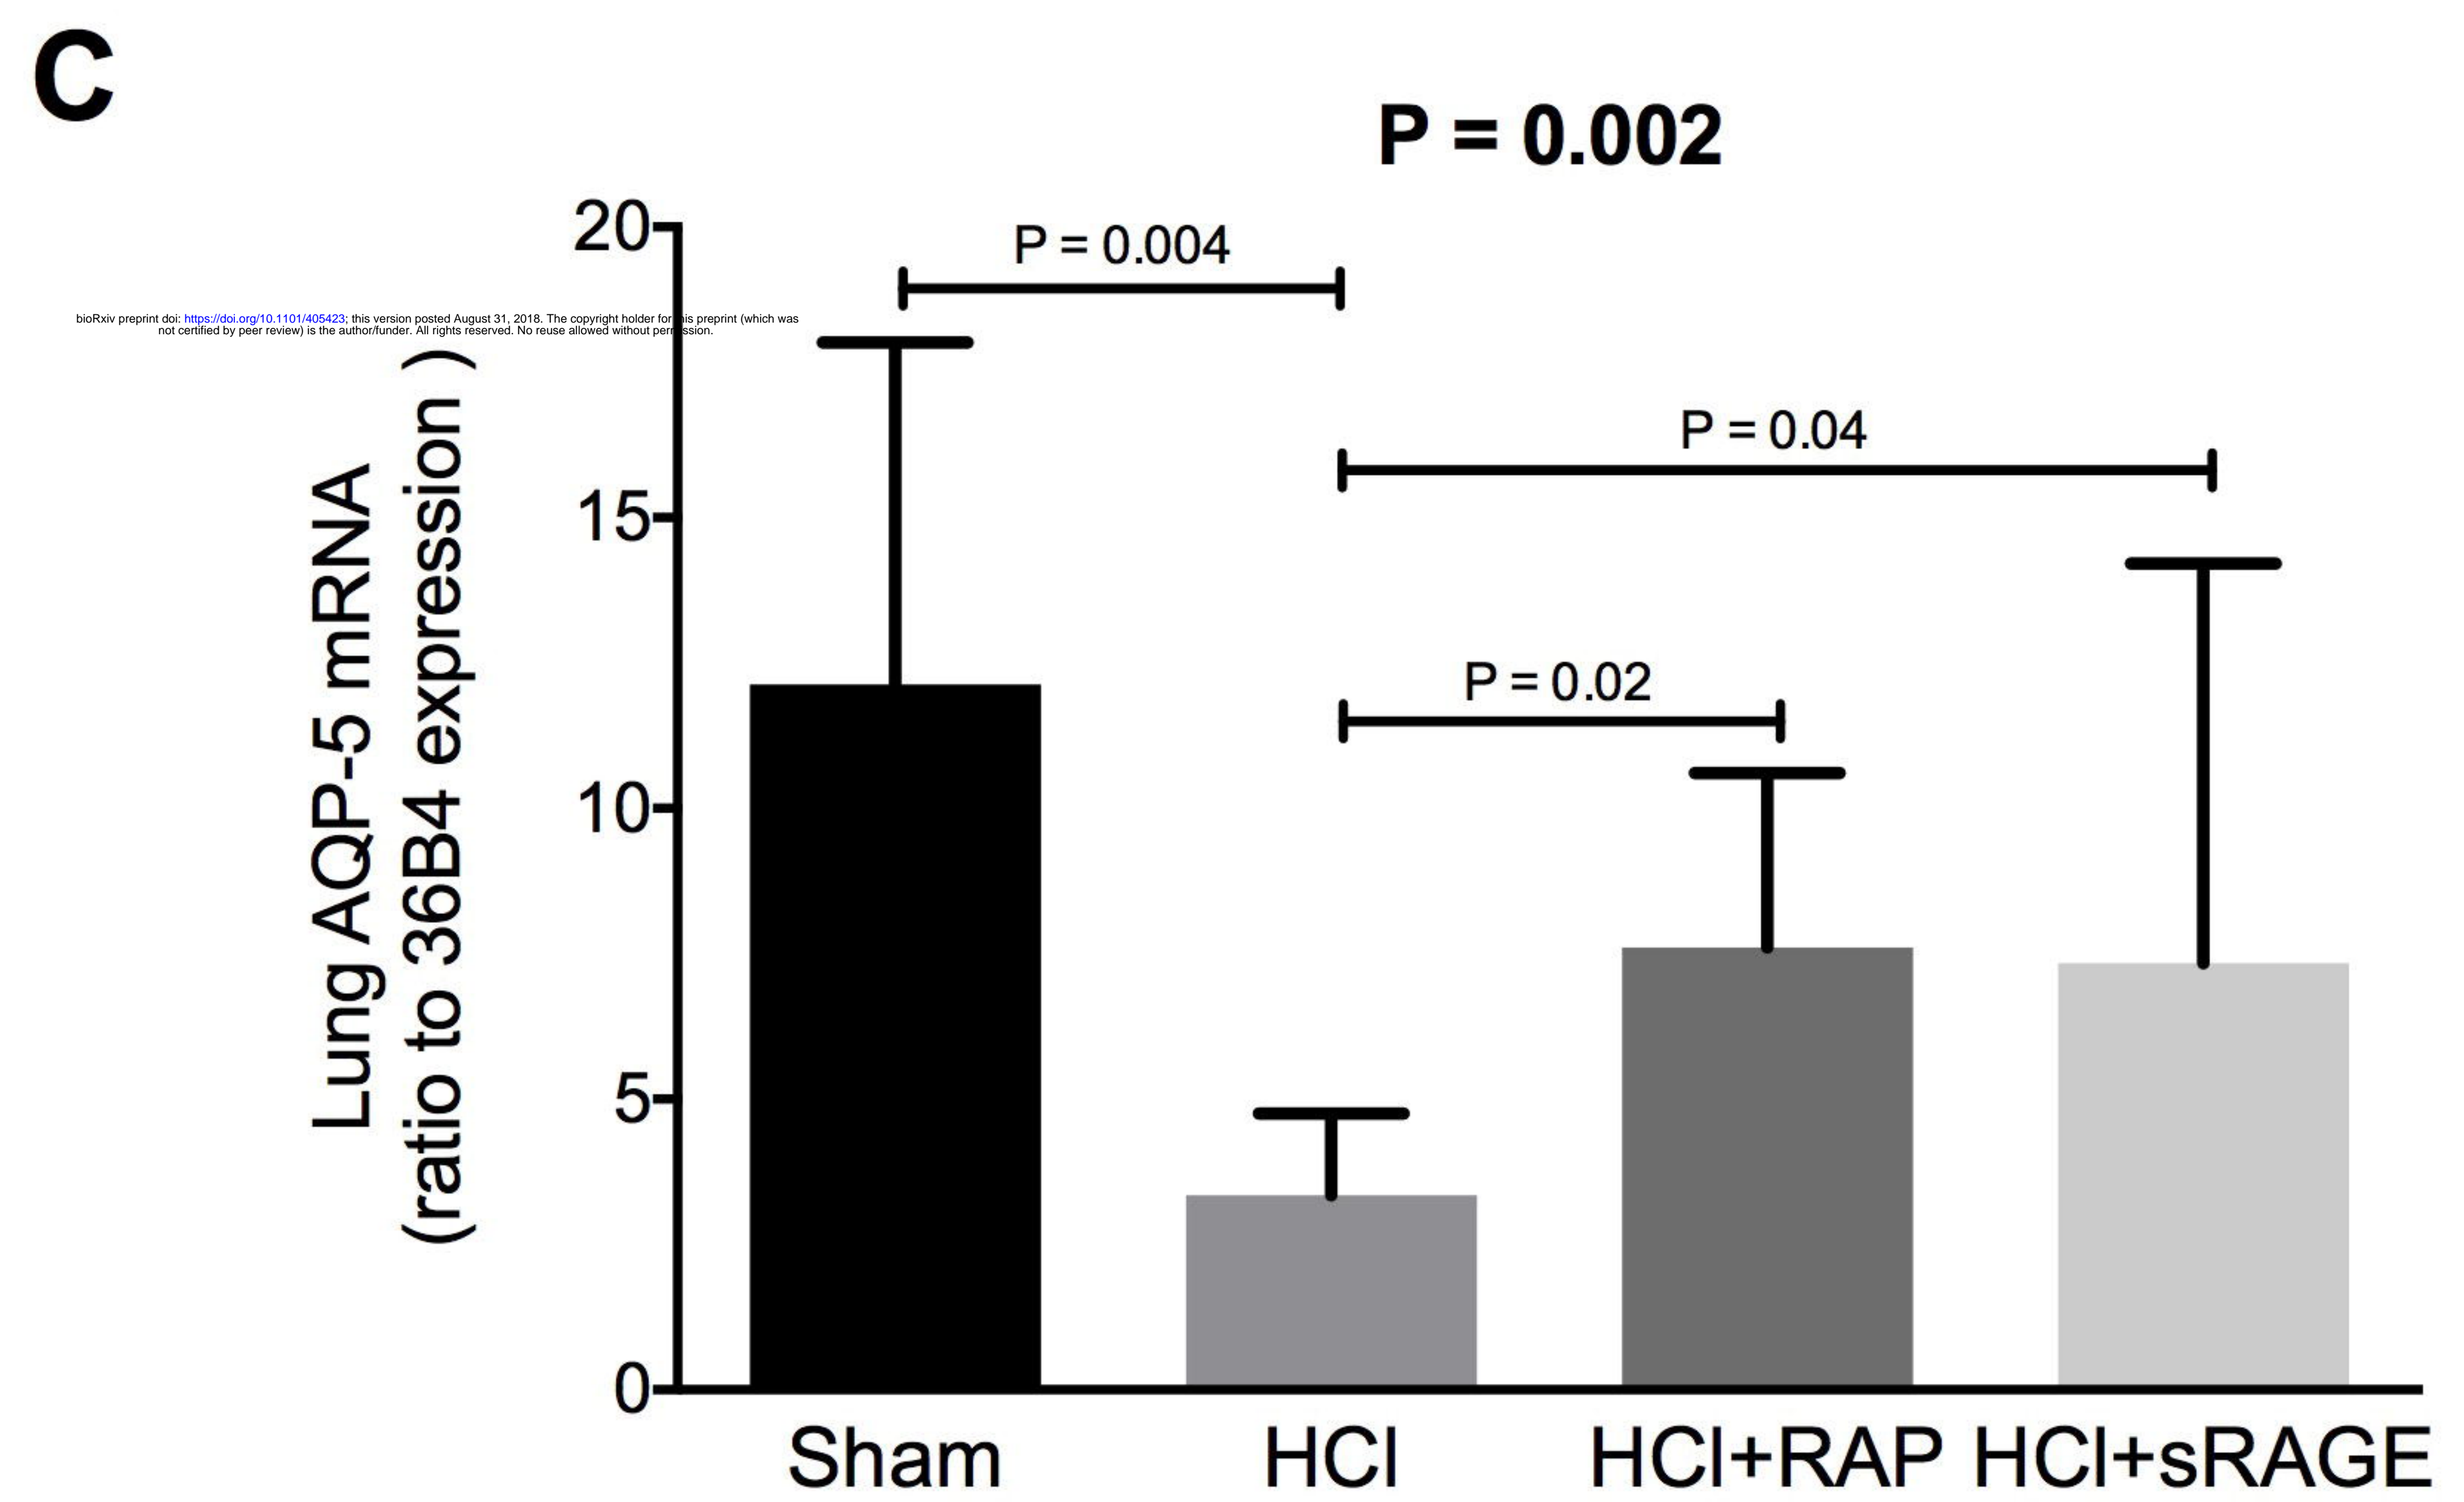 C
P = 0.002
20
P = 0.004
bioRxiv preprint doi: https://doi.org/10.1101/405423; this version posted August 31, 2018. The copyright holder for this preprint (which was
not certified by peer review) is the author/funder. All rights reserved. No reuse allowed without permission.
P = 0.04
15
P = 0.02
10
5
0
Lung AQP-5 mRNA
(ratio to 36B4 expression )
Sham HCl HCl+RAP HCl+sRAGE